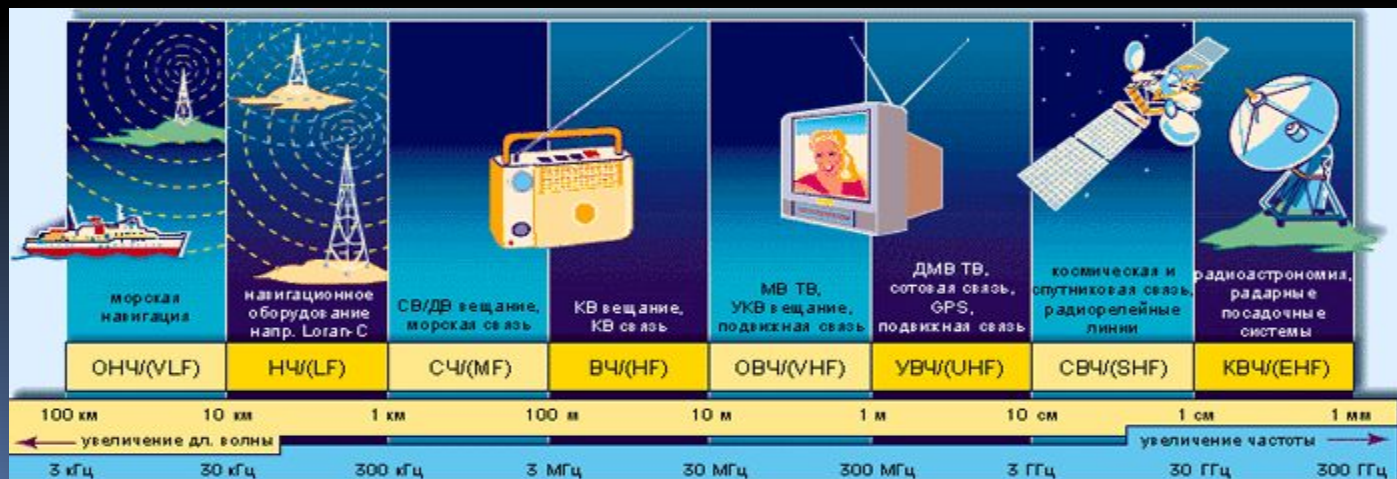 морская
навигация
навигационное
оборудование
напр. Loran-C
СВ/ДВ вещание,
морская связь
КВ вещание,
КВ связь
МВ ТВ,
УКВ вещание,
подвижная связь
ДМВ ТВ,
сотовая связь,
GPS,
подвижная связь
космическая и
спутниковая связь,
радиорелейные
линии
радиоастрономия,
радарные
посадочные
системы
ОНЧ/(VLF) НЧ/(LF) СЧ/(MF) ВЧ/(HF) ОВЧ/(VHF) УВЧ/(UHF) СВЧ/(SHF) КВЧ/(EHF)
100 км 10 км 1 км 100 м 10 м 1 м 10 см 1 см 1 мм
увеличение дл. волны увеличение частоты
3 кГц 30 кГц 300 кГц 3 МГц 30 МГц 300 МГц 3 ГГц 30 ГГц 300 ГГц